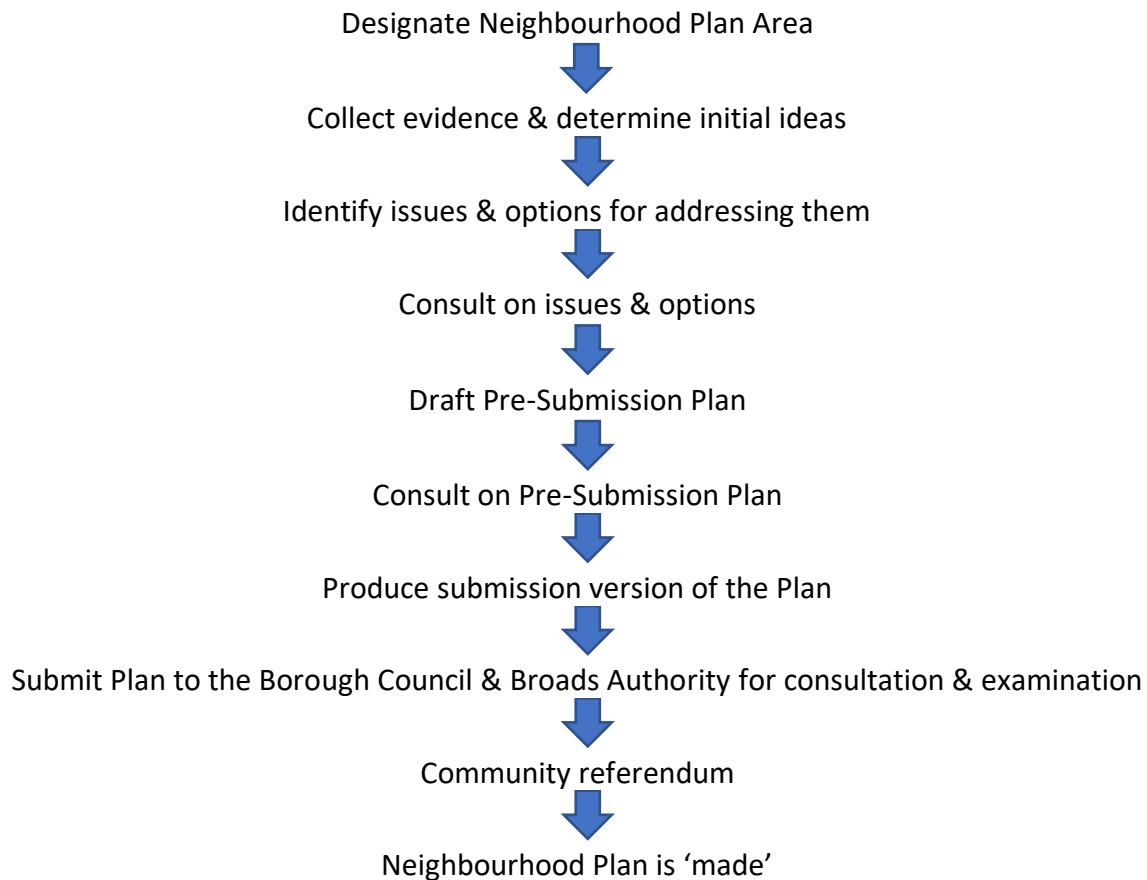 Designate Neighbourhood Plan Area
Collect evidence & determine initial ideas
Identify issues & options for addressing them
Consult on issues & options
Draft Pre-Submission Plan
Consult on Pre-Submission Plan
Produce submission version of the Plan
Submit Plan to the Borough Council & Broads Authority for consultation & examination
Community referendum
Neighbourhood Plan is ‘made’